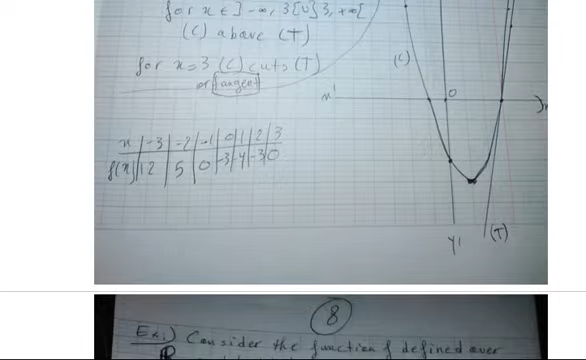 for x ∈ ]-∞, 3[ U ] 3, +∞[
(C) above (T)
for x=3 (C) cuts (T)
or tangent
x | -3 | -2 | -1 | 0 | 1 | 2 | 3
f(x) | 12 | 5 | 0 | -3 | -4 | -3 | 0
(C)
x'
O
y'
(T)
8
Ex:) Consider the function f defined over